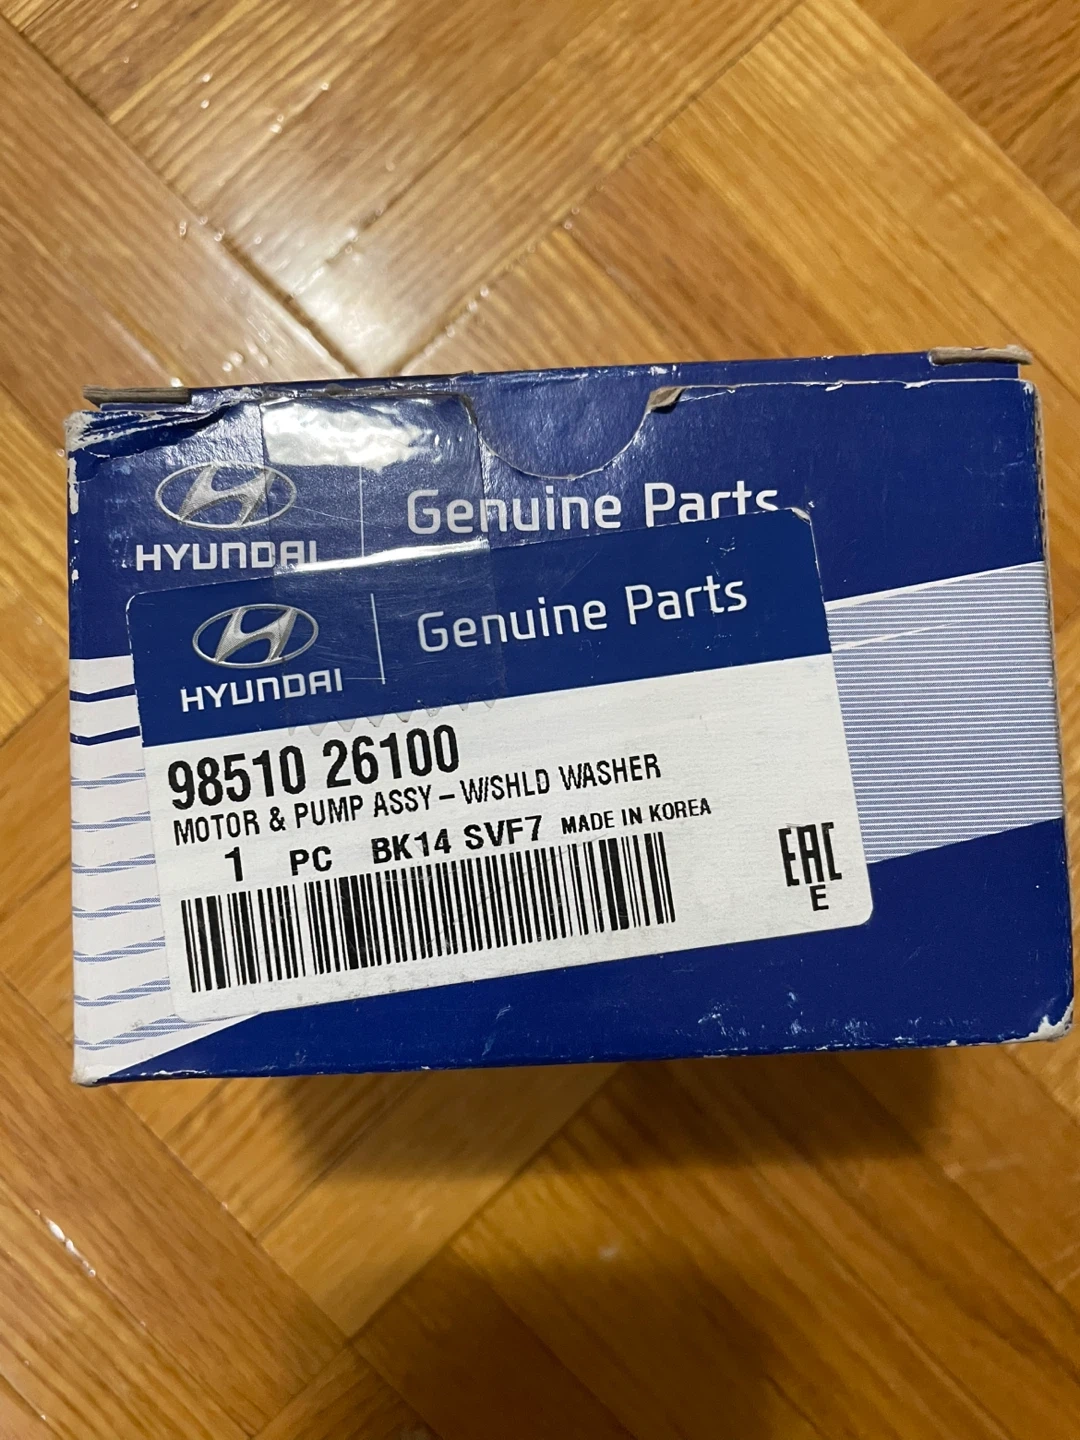 HYUNDAI
Genuine Parts
HYUNDAI
Genuine Parts
98510 26100
MOTOR & PUMP ASSY - W/SHLD WASHER
1 PC BK14 SVF7 MADE IN KOREA
EAC
E